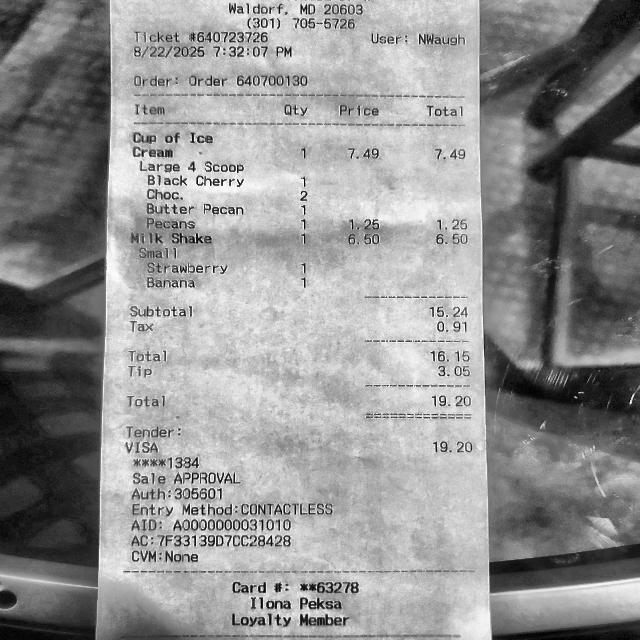 Waldorf, MD 20603
(301) 705-5726
Ticket #640723726 User: NWaugh
8/22/2025 7:32:07 PM
Order: Order 640700130
Item Qty Price Total
Cup of Ice
Cream 1 7.49 7.49
Large 4 Scoop
Black Cherry 1
Choc. 2
Butter Pecan 1
Pecans 1 1.25 1.25
Milk Shake 1 6.50 6.50
Small
Strawberry 1
Banana 1
Subtotal 15.24
Tax 0.91
Total 16.15
Tip 3.05
Total 19.20
Tender:
VISA 19.20
****1384
Sale APPROVAL
Auth:305601
Entry Method:CONTACTLESS
AID: A0000000031010
AC:7F33139D7CC28428
CVM:None
Card #: **63278
Ilona Peksa
Loyalty Member